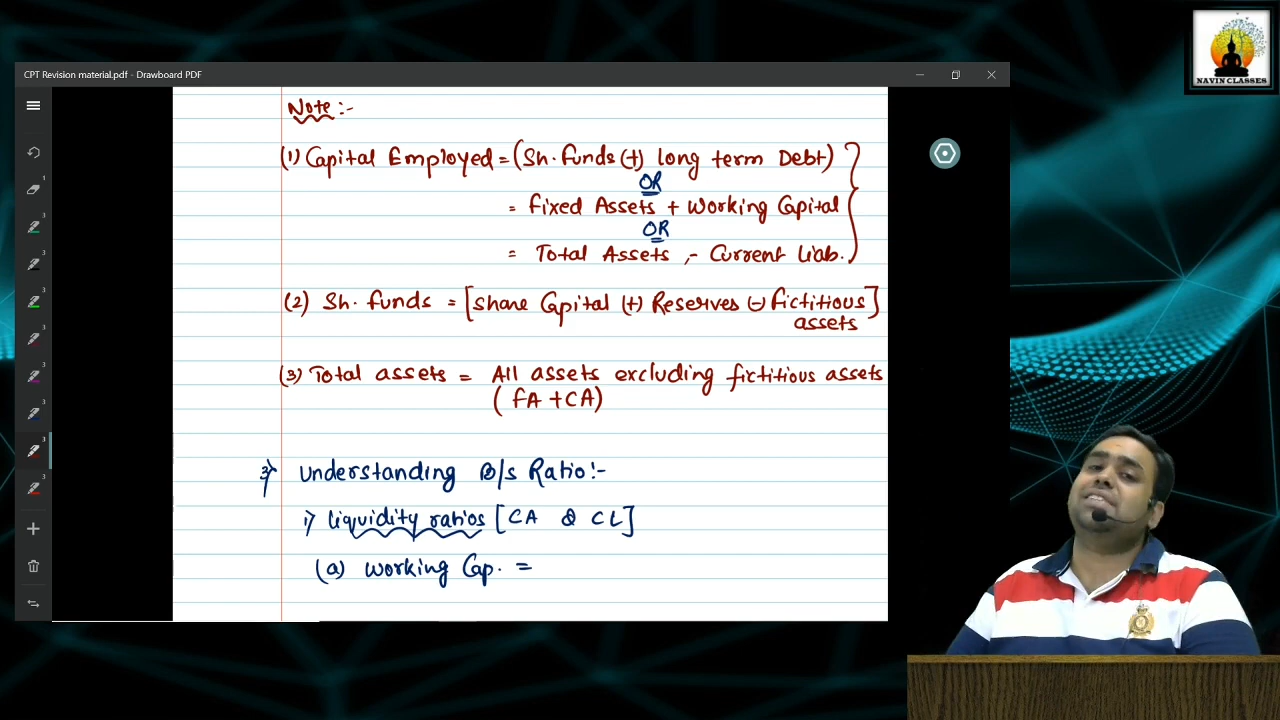 NAVIN CLASSES
CPT Revision material.pdf - Drawboard PDF
Note :-
(1) Capital Employed = (Sh. Funds (+) long term Debt)
OR
= Fixed Assets + Working Capital
OR
= Total Assets - Current Liab.
(2) Sh. Funds = [Share Capital (+) Reserves (-) fictitious assets]
(3) Total assets = All assets excluding fictitious assets
(FA + CA)
3) Understanding B/s Ratio :-
1) liquidity ratios [CA & CL]
(a) Working Cap. =